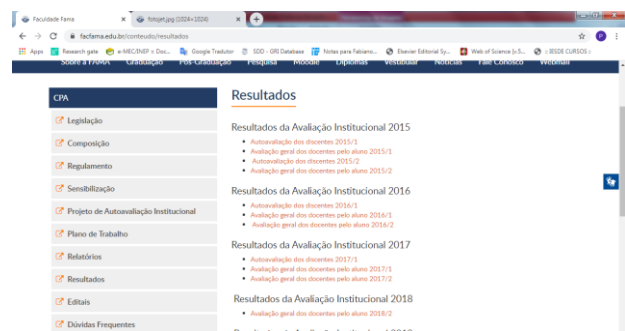 Faculdade Fama
fotojet.jpg (1024×1024)
facfama.edu.br/conteudo/resultados
Apps
Research gate
e-MEC/INEP
Google Tradutor
SDD - GRI Database
Notas para Fabiano...
Elsevier Editorial Sy...
Web of Science [v.5...
:: IESDE CURSOS ::
Sobre a FAMA Graduação Pós-Graduação Pesquisa Moodle Diplomas Vestibular Notícias Fale Conosco Webmail
CPA
Legislação
Composição
Regulamento
Sensibilização
Projeto de Autoavaliação Institucional
Plano de Trabalho
Relatórios
Resultados
Editais
Dúvidas Frequentes
Resultados
Resultados da Avaliação Institucional 2015
Autoavaliação dos discentes 2015/1
Avaliação geral dos docentes pelo aluno 2015/1
Autoavaliação dos discentes 2015/2
Avaliação geral dos docentes pelo aluno 2015/2
Resultados da Avaliação Institucional 2016
Autoavaliação dos discentes 2016/1
Avaliação geral dos docentes pelo aluno 2016/1
Avaliação geral dos docentes pelo aluno 2016/2
Resultados da Avaliação Institucional 2017
Autoavaliação dos discentes 2017/1
Avaliação geral dos docentes pelo aluno 2017/1
Avaliação geral dos docentes pelo aluno 2017/2
Resultados da Avaliação Institucional 2018
Avaliação geral dos docentes pelo aluno 2018/2